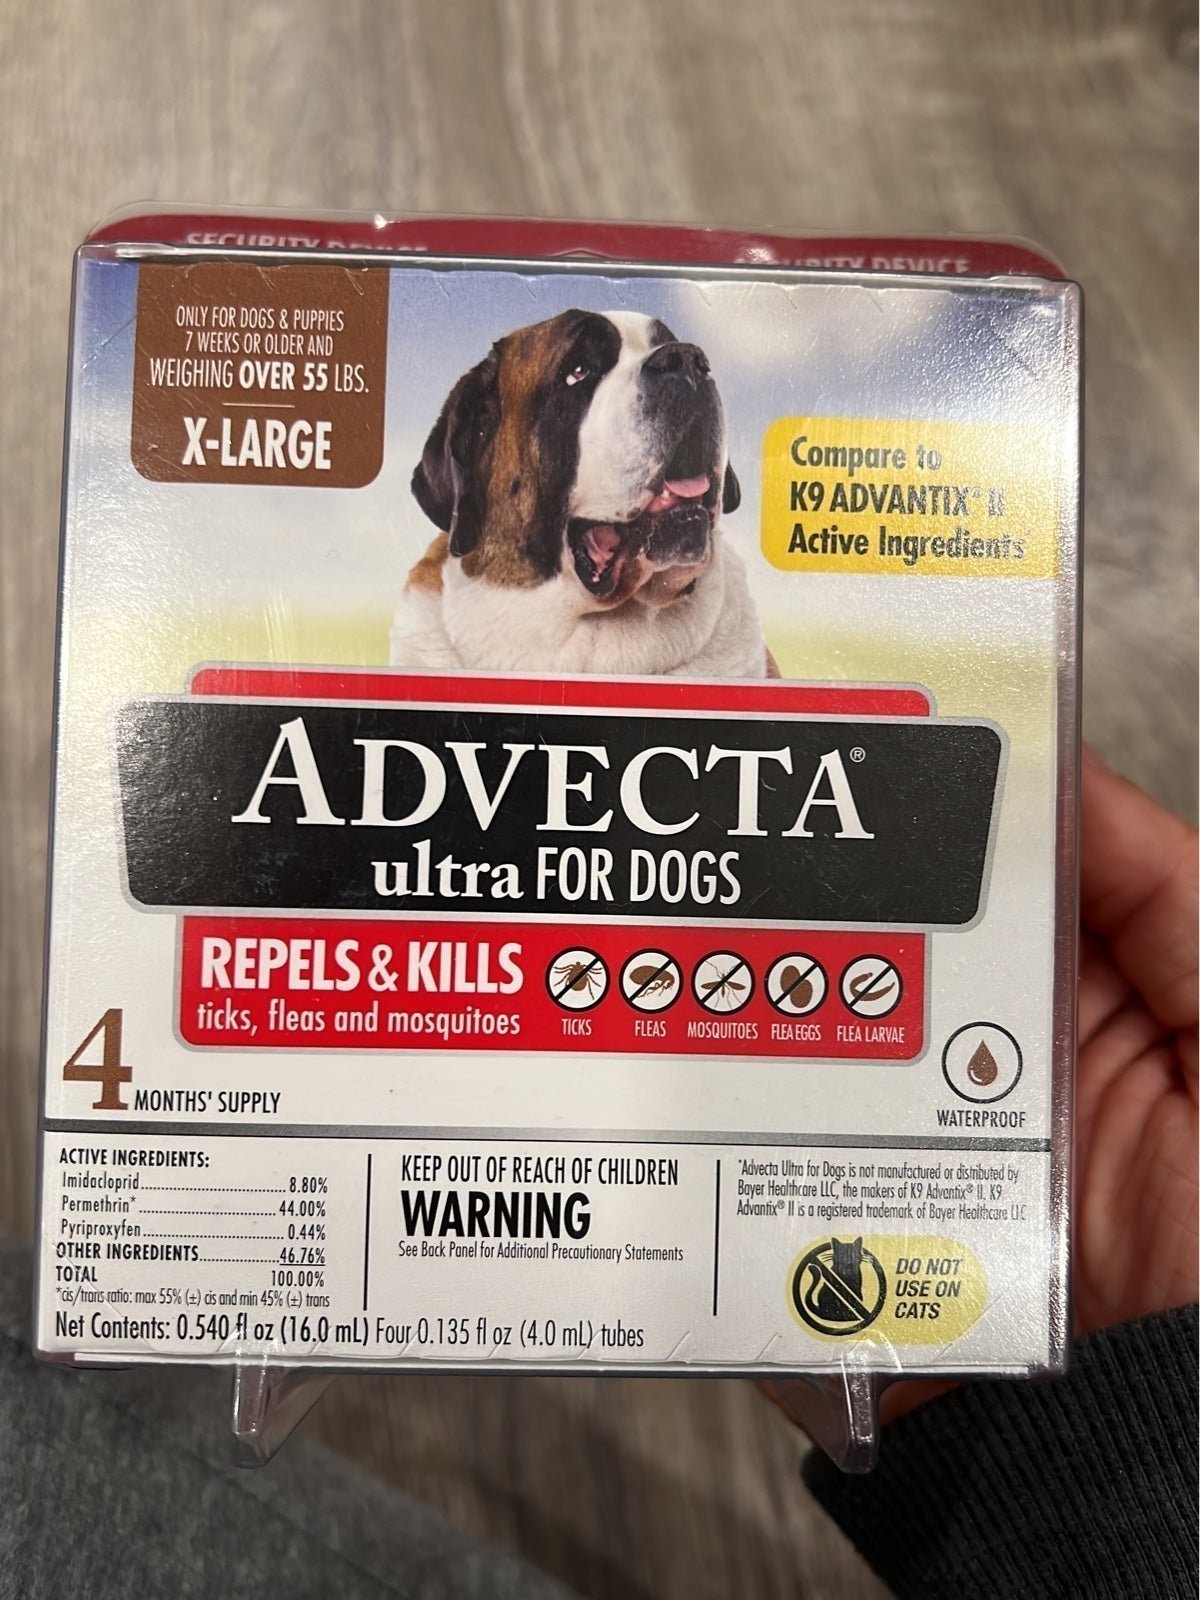 SECURITY DEVICE
SECURITY DEVICE
ONLY FOR DOGS & PUPPIES
7 WEEKS OR OLDER AND
WEIGHING OVER 55 LBS.
X-LARGE
Compare to
K9 ADVANTIX® II
Active Ingredients*
ADVECTA®
ultra FOR DOGS
REPELS & KILLS
ticks, fleas and mosquitoes
TICKS
FLEAS
MOSQUITOES
FLEA EGGS
FLEA LARVAE
4 MONTHS' SUPPLY
WATERPROOF
ACTIVE INGREDIENTS:
Imidacloprid.....8.80%
Permethrin*.....44.00%
Pyriproxyfen.....0.44%
OTHER INGREDIENTS.....46.76%
TOTAL 100.00%
*cis/trans ratio: max 55% (±) cis and min 45% (±) trans
Net Contents: 0.540 fl oz (16.0 mL) Four 0.135 fl oz (4.0 mL) tubes
KEEP OUT OF REACH OF CHILDREN
WARNING
See Back Panel for Additional Precautionary Statements
*Advecta Ultra for Dogs is not manufactured or distributed by
Bayer Healthcare LLC, the makers of K9 Advantix® II. K9
Advantix® II is a registered trademark of Bayer Healthcare LLC
DO NOT
USE ON
CATS